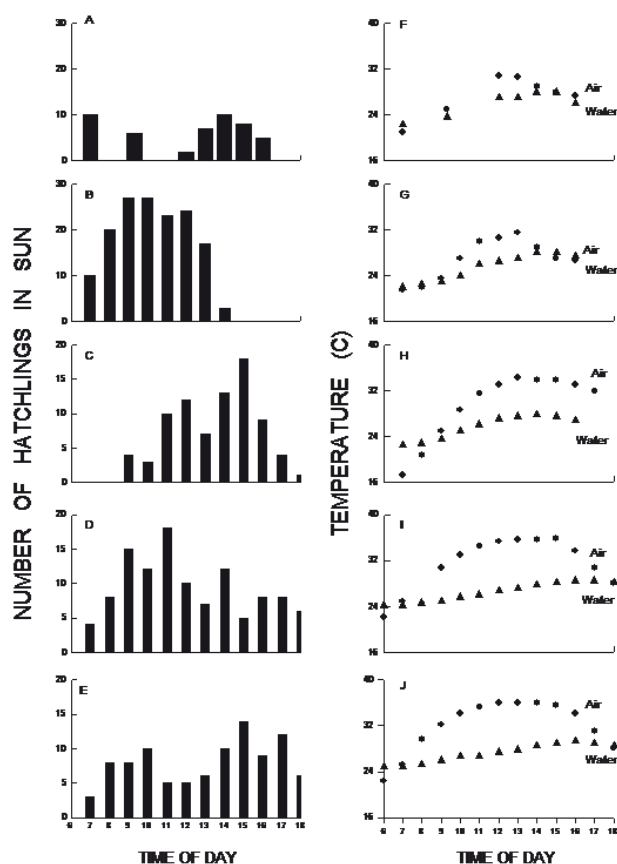 NUMBER OF HATCHLINGS IN SUN
A
30
20
10
0
B
30
20
10
0
C
20
15
10
5
0
D
20
15
10
5
0
E
20
15
10
5
0
6 7 8 9 10 11 12 13 14 15 16 17 18
TIME OF DAY
TEMPERATURE (C)
F
40
32
24
16
Air
Water
G
40
32
24
16
Air
Water
H
40
32
24
16
Air
Water
I
40
32
24
16
Air
Water
J
40
32
24
16
Air
Water
6 7 8 9 10 11 12 13 14 15 16 17 18
TIME OF DAY